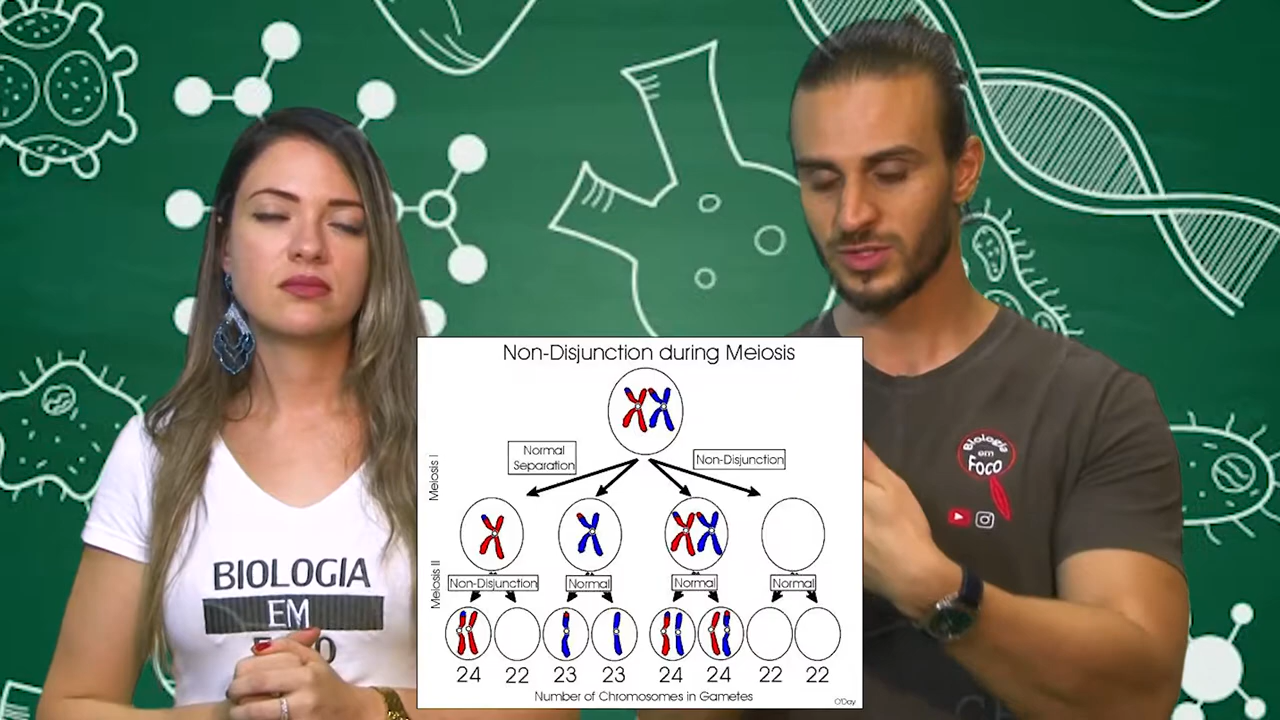 Non-Disjunction during Meiosis
Normal
Separation
Non-Disjunction
Meiosis I
Non-Disjunction
Normal
Normal
Normal
Meiosis II
24 22 23 23 24 24 22 22
Number of Chromosomes in Gametes
O'Day
BIOLOGIA
EM
Biologia
em
Foco